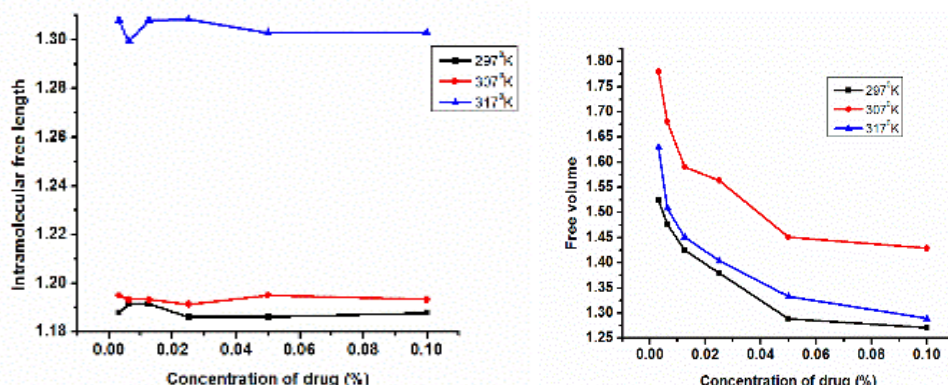 Intramolecular free length
1.30
1.28
1.26
1.24
1.22
1.20
1.18
297°K
307°K
317°K
0.00 0.02 0.04 0.06 0.08 0.10
Concentration of drug (%)
Free volume
1.80
1.75
1.70
1.65
1.60
1.55
1.50
1.45
1.40
1.35
1.30
1.25
297°K
307°K
317°K
0.00 0.02 0.04 0.06 0.08 0.10
Concentration of drug (%)